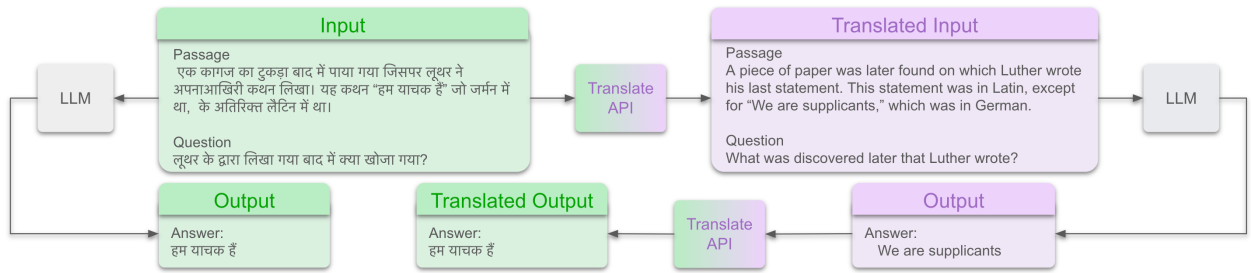 Input
Passage
एक कागज का टुकड़ा बाद में पाया गया जिसपर लूथर ने
अपनाआखिरी कथन लिखा। यह कथन “हम याचक हैं” जो जर्मन में
था, के अतिरिक्त लैटिन में था।
Question
लूथर के द्वारा लिखा गया बाद में क्या खोजा गया?
LLM
Translate
API
Translated Input
Passage
A piece of paper was later found on which Luther wrote
his last statement. This statement was in Latin, except
for “We are supplicants,” which was in German.
Question
What was discovered later that Luther wrote?
LLM
Output
Answer:
हम याचक हैं
Translated Output
Answer:
हम याचक हैं
Translate
API
Output
Answer:
We are supplicants